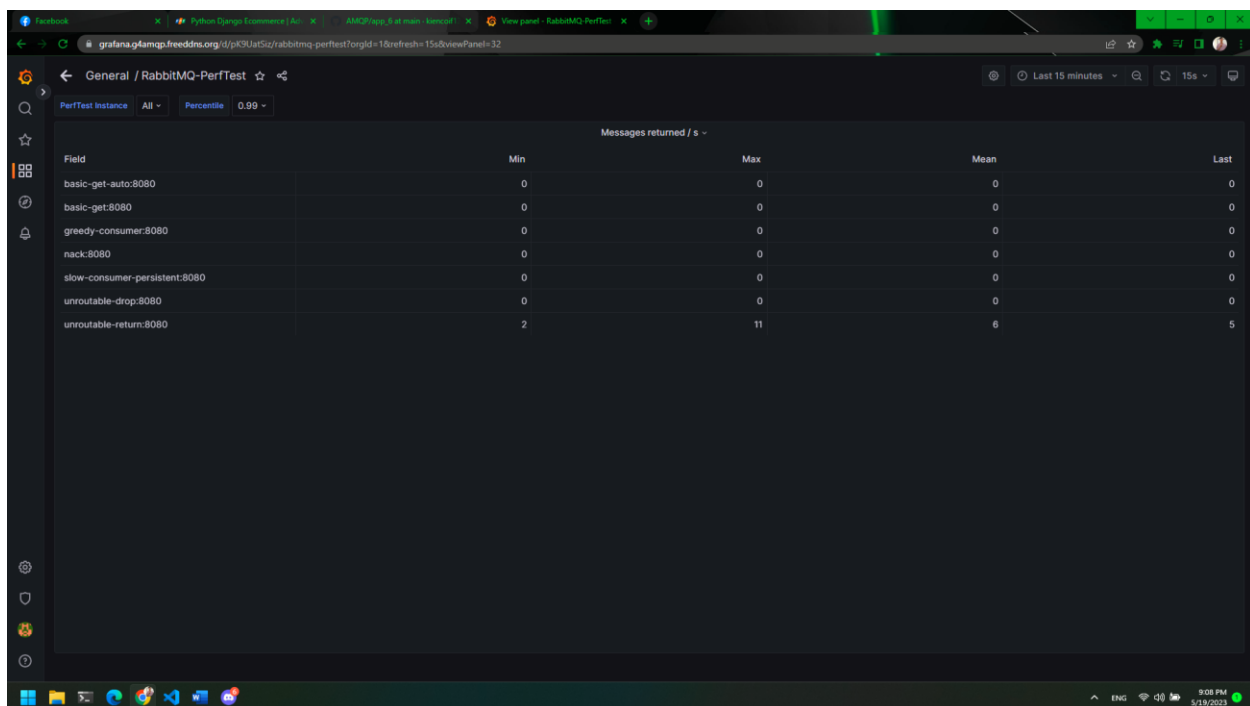 Facebook
Python Django Ecommerce | Ad
AMQP/app_6 at main · kiencoif1
View panel - RabbitMQ-PerfTest
grafana.g4amqp.freeddns.org/d/pK9UatSiz/rabbitmq-perftest?orgId=1&refresh=15s&viewPanel=32
General / RabbitMQ-PerfTest
Last 15 minutes
15s
PerfTest Instance All Percentile 0.99
Messages returned / s
Field Min Max Mean Last
basic-get-auto:8080 0 0 0 0
basic-get:8080 0 0 0 0
greedy-consumer:8080 0 0 0 0
nack:8080 0 0 0 0
slow-consumer-persistent:8080 0 0 0 0
unroutable-drop:8080 0 0 0 0
unroutable-return:8080 2 11 6 5
ENG
9:08 PM
5/19/2023
1